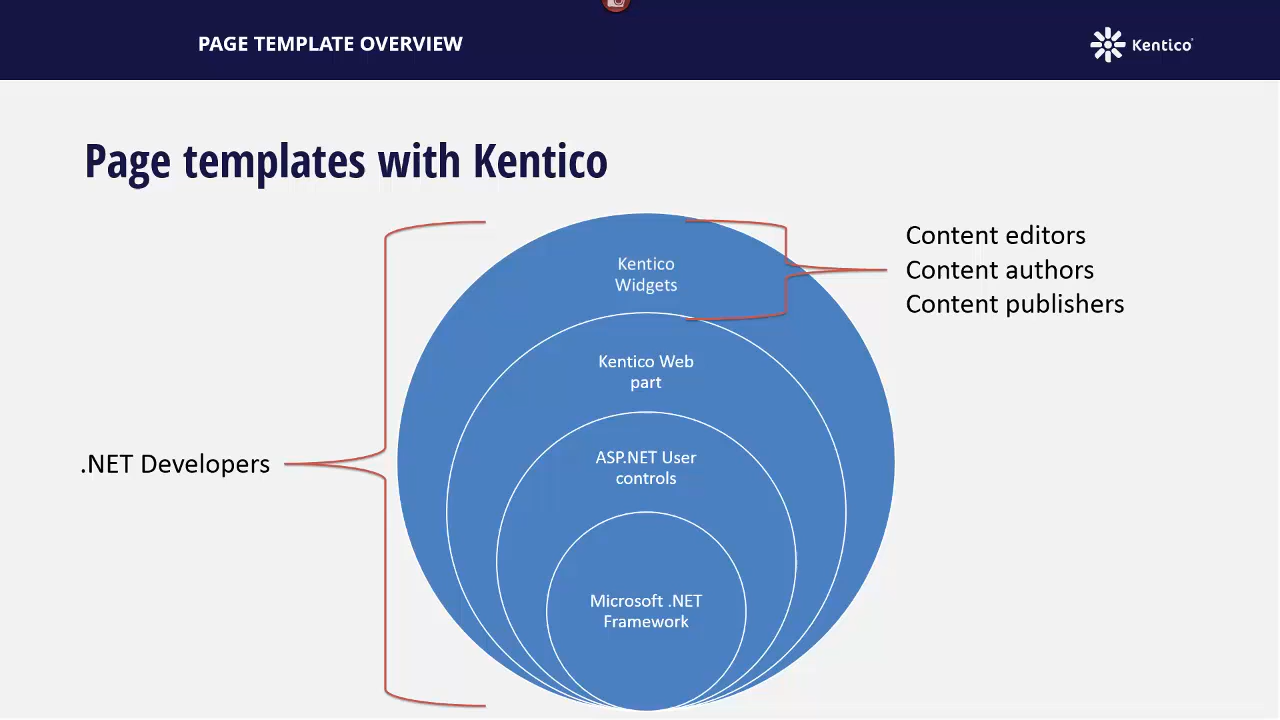 PAGE TEMPLATE OVERVIEW
Kentico
Page templates with Kentico
Content editors
Content authors
Content publishers
Kentico
Widgets
Kentico Web
part
.NET Developers
ASP.NET User
controls
Microsoft .NET
Framework